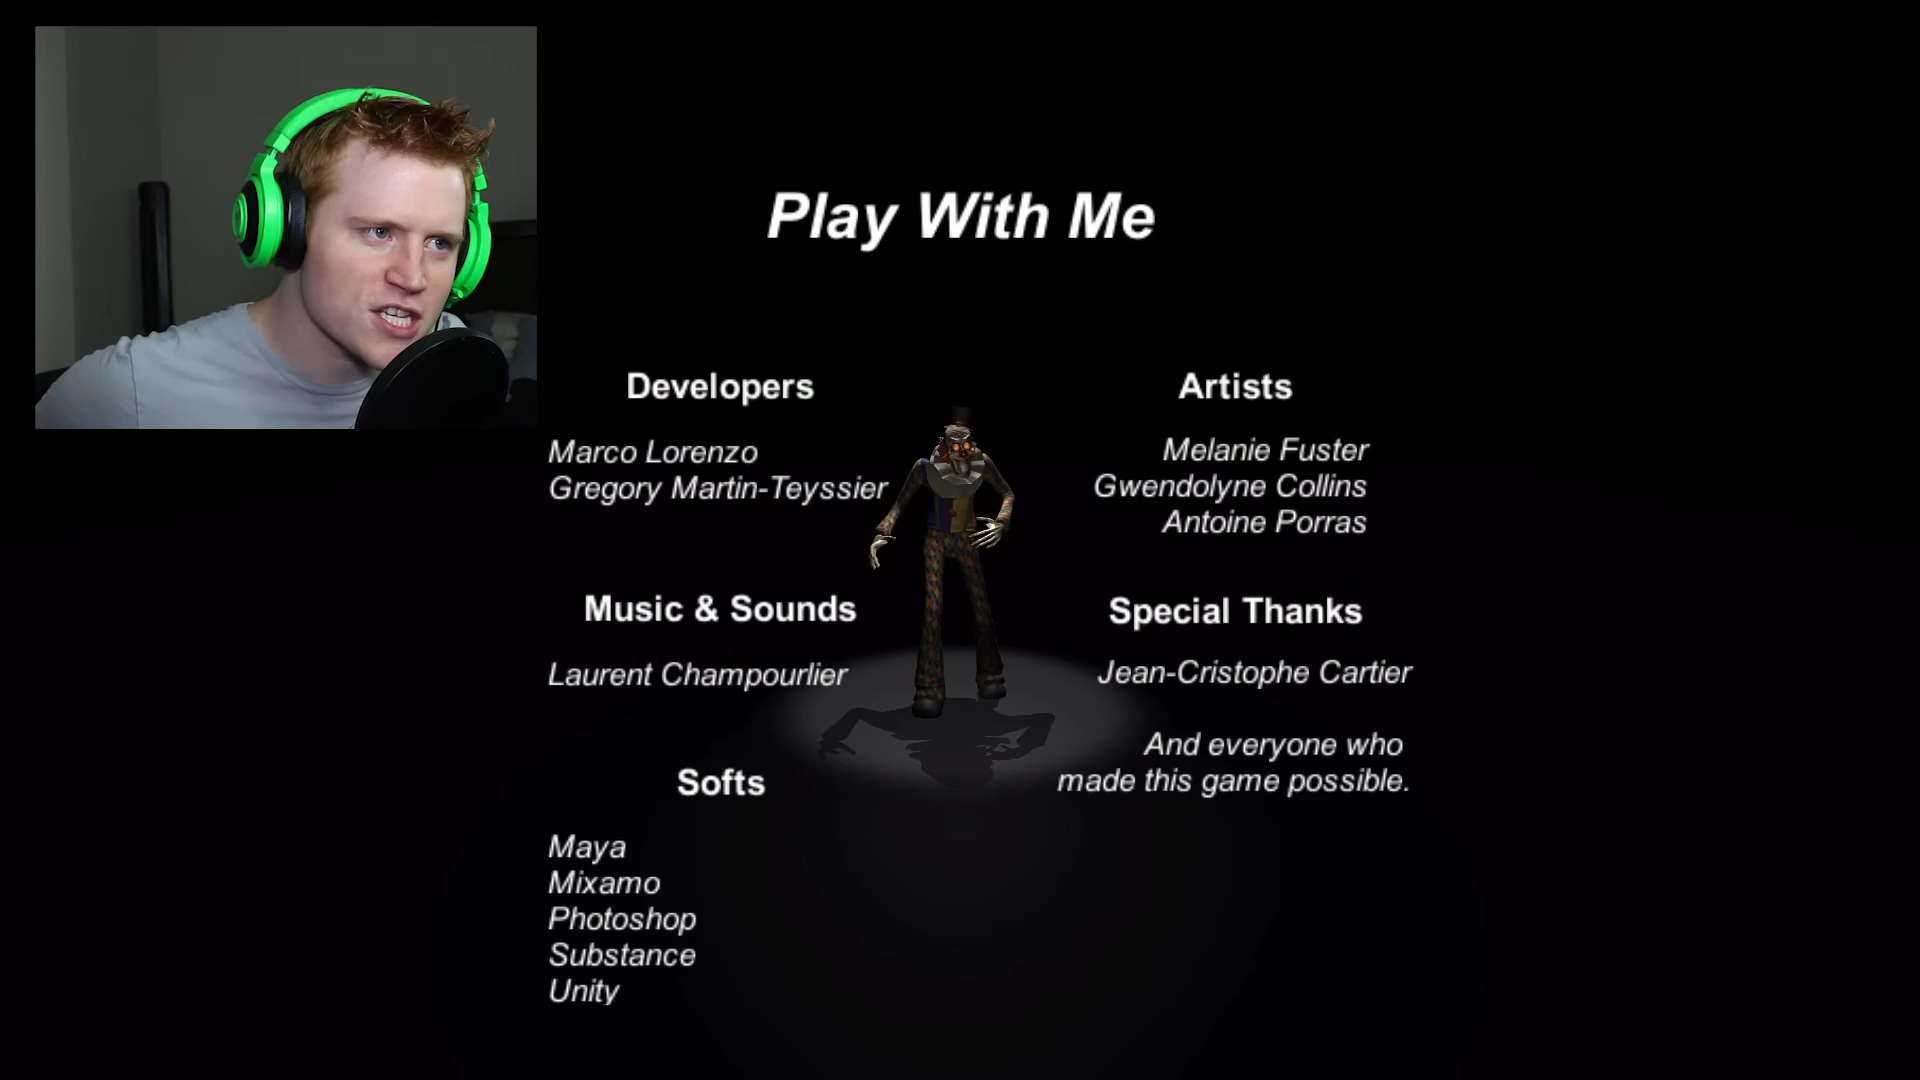 Play With Me
Developers
Marco Lorenzo
Gregory Martin-Teyssier
Artists
Melanie Fuster
Gwendolyne Collins
Antoine Porras
Music & Sounds
Laurent Champourlier
Special Thanks
Jean-Cristophe Cartier
And everyone who
made this game possible.
Softs
Maya
Mixamo
Photoshop
Substance
Unity